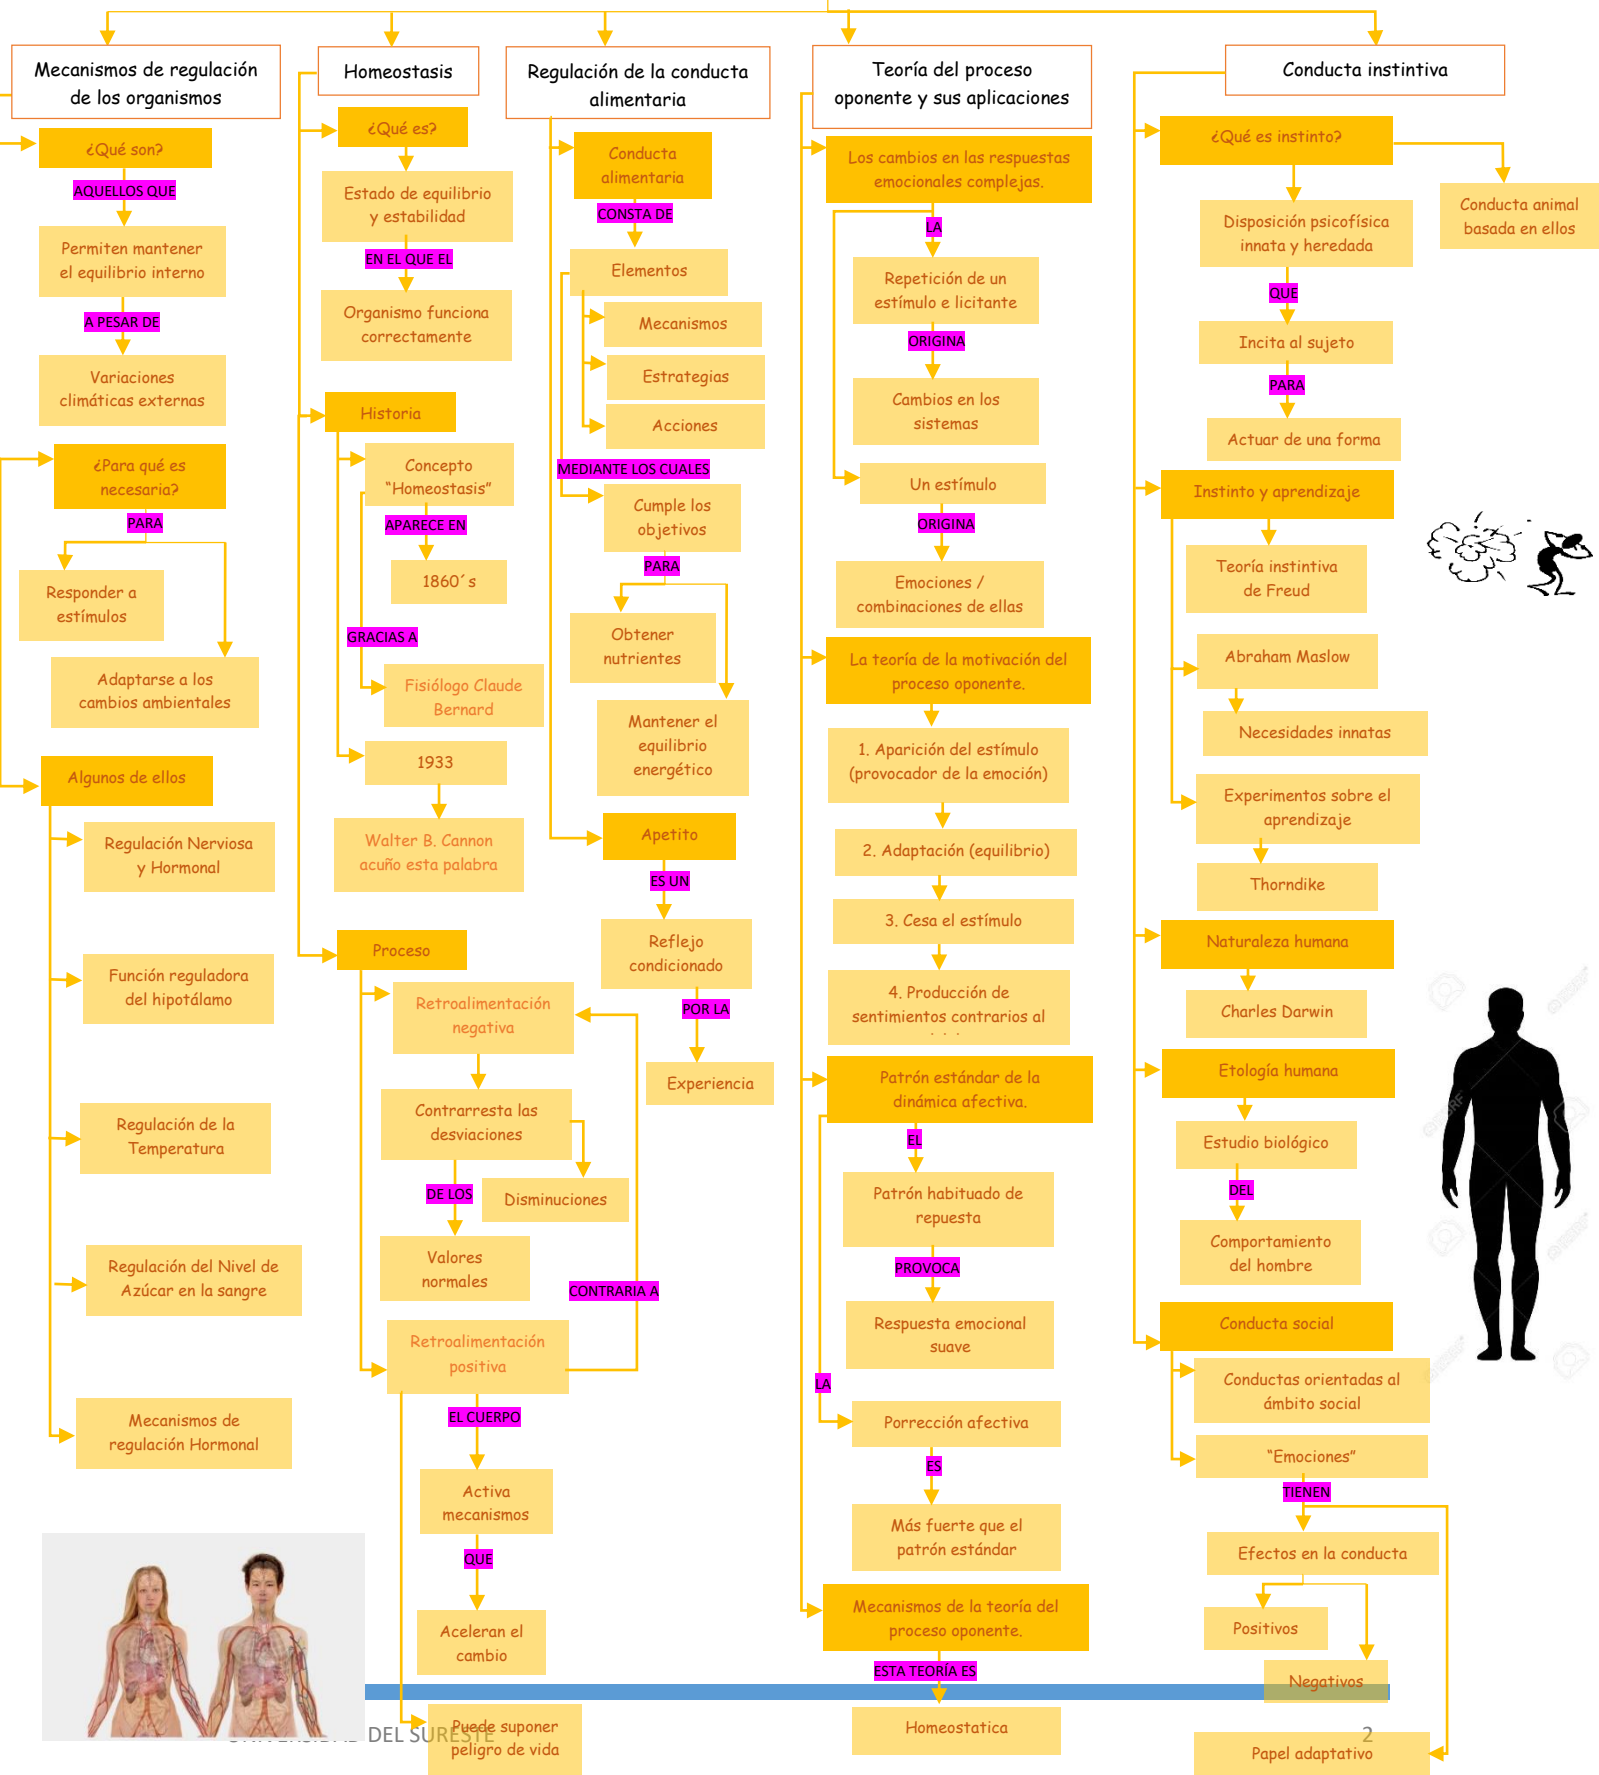 Mecanismos de regulación
de los organismos
¿Qué son?
AQUELLOS QUE
Permiten mantener
el equilibrio interno
A PESAR DE
Variaciones
climáticas externas
¿Para qué es
necesaria?
PARA
Responder a
estímulos
Adaptarse a los
cambios ambientales
Algunos de ellos
Regulación Nerviosa
y Hormonal
Función reguladora
del hipotálamo
Regulación de la
Temperatura
Regulación del Nivel de
Azúcar en la sangre
Mecanismos de
regulación Hormonal
Homeostasis
¿Qué es?
Estado de equilibrio
y estabilidad
EN EL QUE EL
Organismo funciona
correctamente
Historia
Concepto
“Homeostasis”
APARECE EN
1860´s
GRACIAS A
Fisiólogo Claude
Bernard
1933
Walter B. Cannon
acuño esta palabra
Proceso
Retroalimentación
negativa
Contrarresta las
desviaciones
DE LOS
Disminuciones
Valores
normales
CONTRARIA A
Retroalimentación
positiva
EL CUERPO
Activa
mecanismos
QUE
Aceleran el
cambio
Puede suponer
peligro de vida
Regulación de la conducta
alimentaria
Conducta
alimentaria
CONSTA DE
Elementos
Mecanismos
Estrategias
Acciones
MEDIANTE LOS CUALES
Cumple los
objetivos
PARA
Obtener
nutrientes
Mantener el
equilibrio
energético
Apetito
ES UN
Reflejo
condicionado
POR LA
Experiencia
Teoría del proceso
oponente y sus aplicaciones
Los cambios en las respuestas
emocionales complejas.
LA
Repetición de un
estímulo e licitante
ORIGINA
Cambios en los
sistemas
Un estímulo
ORIGINA
Emociones /
combinaciones de ellas
La teoría de la motivación del
proceso oponente.
1. Aparición del estímulo
(provocador de la emoción)
2. Adaptación (equilibrio)
3. Cesa el estímulo
4. Producción de
sentimientos contrarios al
Patrón estándar de la
dinámica afectiva.
EL
Patrón habituado de
repuesta
PROVOCA
Respuesta emocional
suave
LA
Porrección afectiva
ES
Más fuerte que el
patrón estándar
Mecanismos de la teoría del
proceso oponente.
ESTA TEORÍA ES
Homeostatica
Conducta instintiva
¿Qué es instinto?
Conducta animal
basada en ellos
Disposición psicofísica
innata y heredada
QUE
Incita al sujeto
PARA
Actuar de una forma
Instinto y aprendizaje
Teoría instintiva
de Freud
Abraham Maslow
Necesidades innatas
Experimentos sobre el
aprendizaje
Thorndike
Naturaleza humana
Charles Darwin
Etología humana
Estudio biológico
DEL
Comportamiento
del hombre
Conducta social
Conductas orientadas al
ámbito social
“Emociones”
TIENEN
Efectos en la conducta
Positivos
Negativos
Papel adaptativo
UNIVERSIDAD DEL SURESTE
2